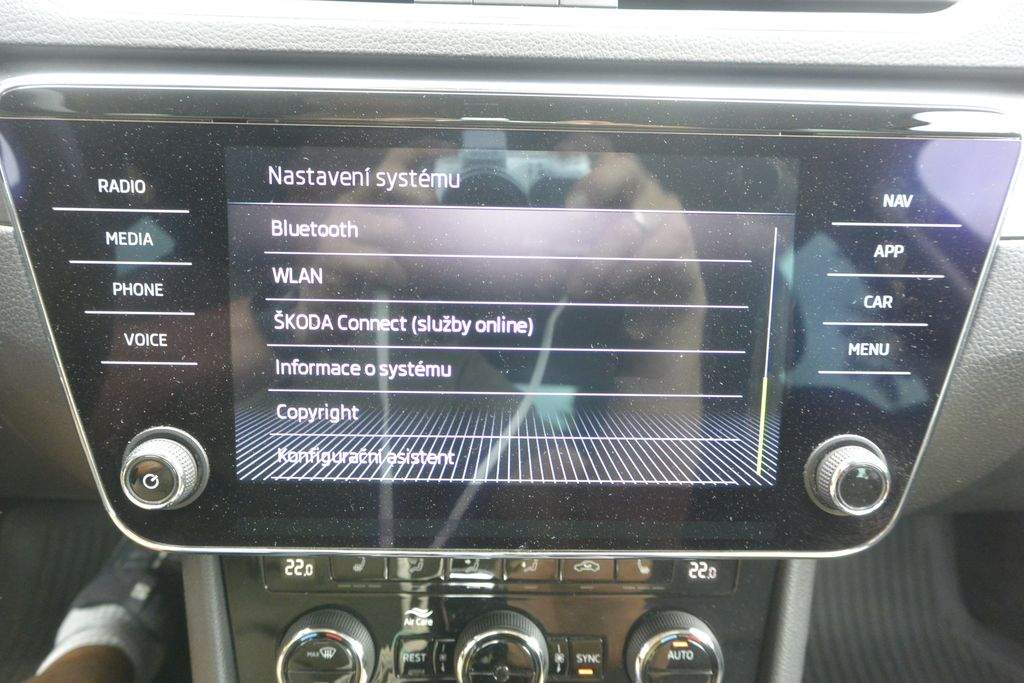 RADIO
MEDIA
PHONE
VOICE
Nastavení systému
Bluetooth
WLAN
ŠKODA Connect (služby online)
Informace o systému
Copyright
Konfigurační asistent
NAV
APP
CAR
MENU
22.0
22.0
Air Care
MAX
REST
SYNC
AUTO